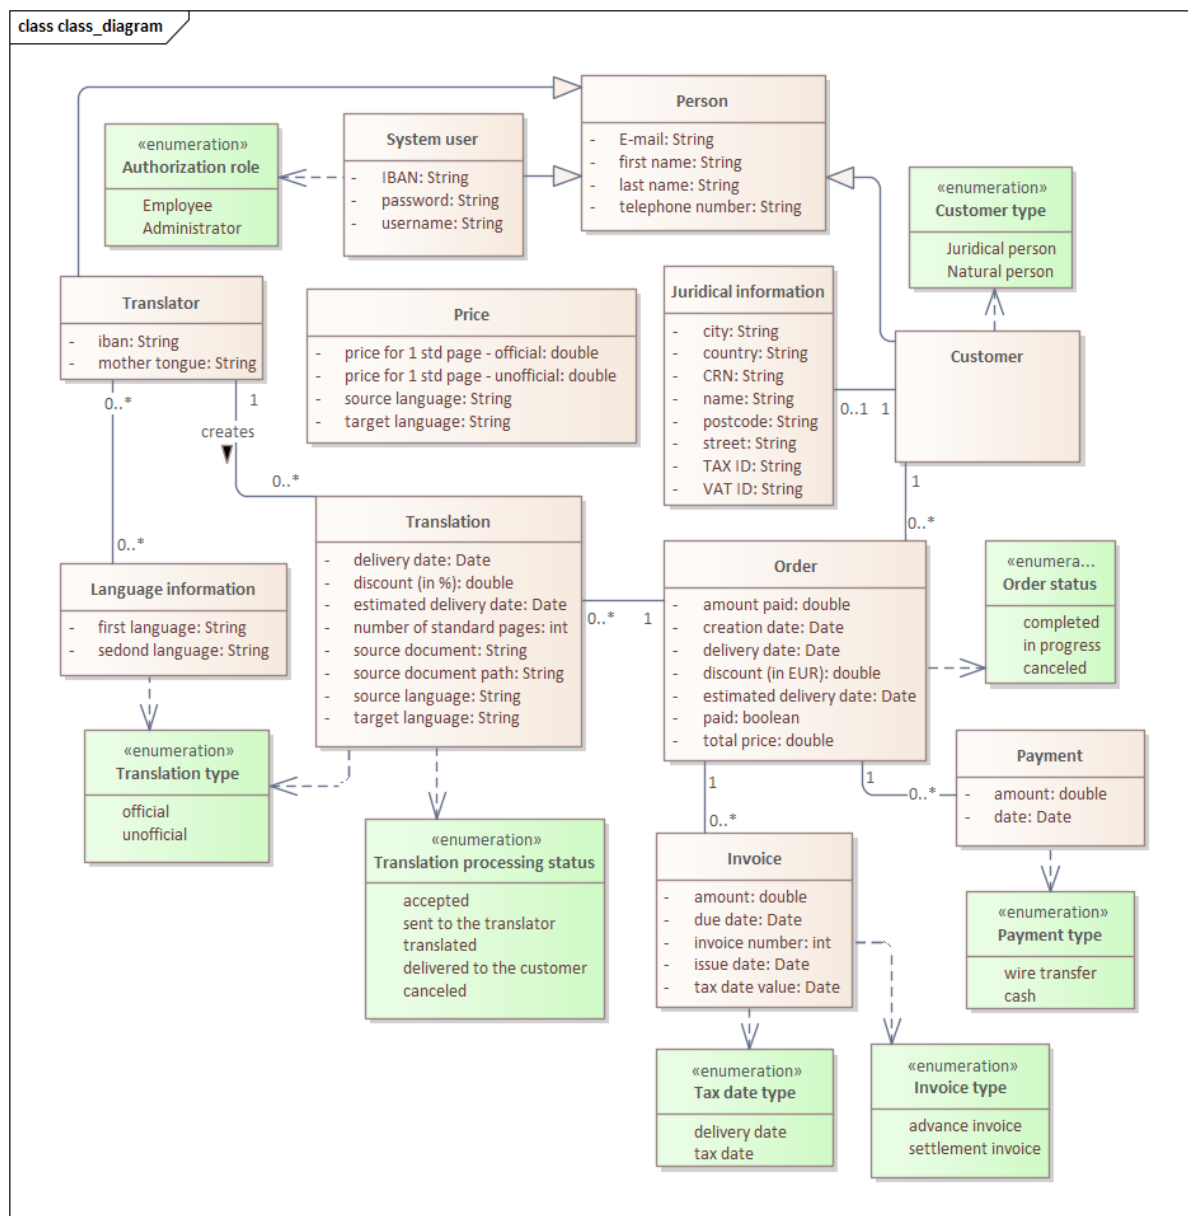 class class_diagram
Person
- E-mail: String
- first name: String
- last name: String
- telephone number: String
System user
- IBAN: String
- password: String
- username: String
«enumeration»
Authorization role
Employee
Administrator
«enumeration»
Customer type
Juridical person
Natural person
Translator
- iban: String
- mother tongue: String
Price
- price for 1 std page - official: double
- price for 1 std page - unofficial: double
- source language: String
- target language: String
Juridical information
- city: String
- country: String
- CRN: String
- name: String
- postcode: String
- street: String
- TAX ID: String
- VAT ID: String
Customer
0..1
1
0..*
1
creates
0..*
0..*
1
0..*
Language information
- first language: String
- sedond language: String
Translation
- delivery date: Date
- discount (in %): double
- estimated delivery date: Date
- number of standard pages: int
- source document: String
- source document path: String
- source language: String
- target language: String
0..*
1
Order
- amount paid: double
- creation date: Date
- delivery date: Date
- discount (in EUR): double
- estimated delivery date: Date
- paid: boolean
- total price: double
«enumera...
Order status
completed
in progress
canceled
«enumeration»
Translation type
official
unofficial
1
0..*
1
0..*
Payment
- amount: double
- date: Date
«enumeration»
Translation processing status
accepted
sent to the translator
translated
delivered to the customer
canceled
Invoice
- amount: double
- due date: Date
- invoice number: int
- issue date: Date
- tax date value: Date
«enumeration»
Payment type
wire transfer
cash
«enumeration»
Tax date type
delivery date
tax date
«enumeration»
Invoice type
advance invoice
settlement invoice